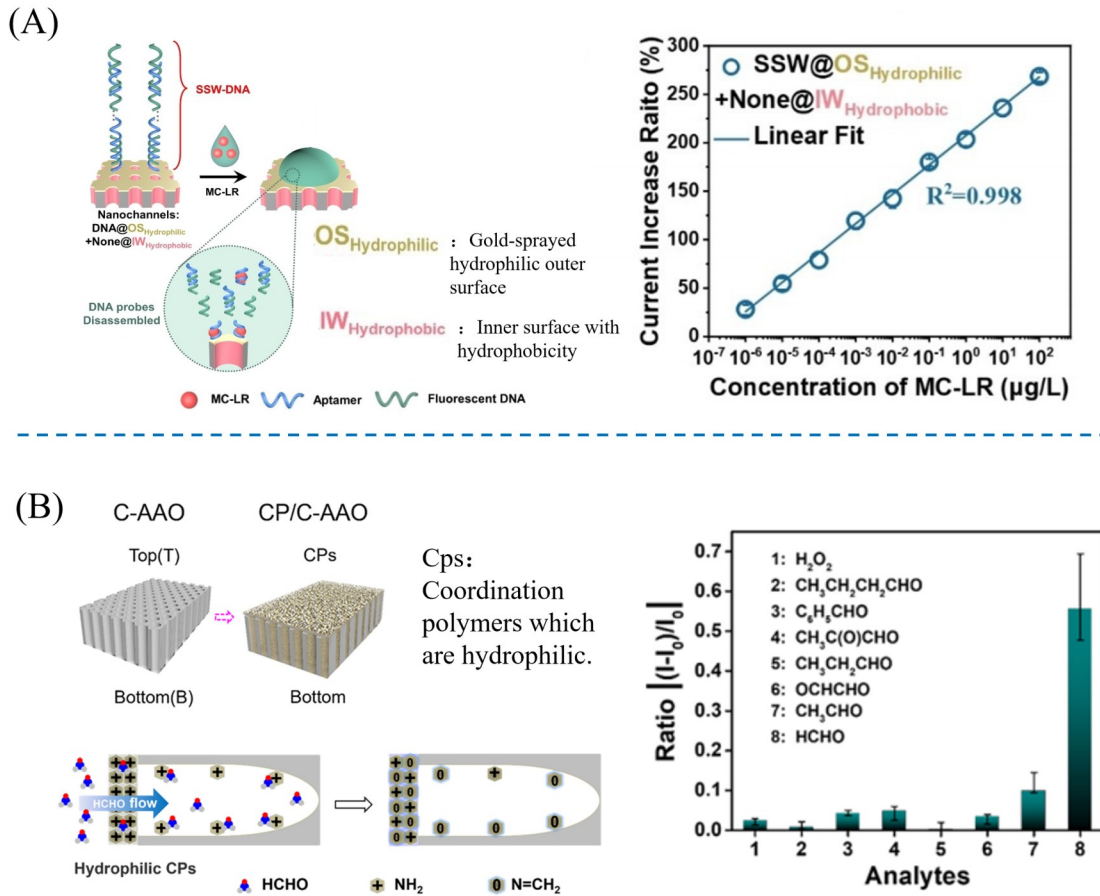 (A)
SSW-DNA
MC-LR
Nanochannels:
DNA@OS_Hydrophilic
+None@IW_Hydrophobic
DNA probes
Disassembled
OS_Hydrophilic : Gold-sprayed
hydrophilic outer
surface
IW_Hydrophobic : Inner surface with
hydrophobicity
MC-LR Aptamer Fluorescent DNA
Current Increase Raito (%)
300
250
200
150
100
50
0
SSW@OS_Hydrophilic
+None@IW_Hydrophobic
Linear Fit
R²=0.998
10⁻⁷ 10⁻⁶ 10⁻⁵ 10⁻⁴ 10⁻³ 10⁻² 10⁻¹ 10⁰ 10¹ 10²
Concentration of MC-LR (µg/L)
(B)
C-AAO CP/C-AAO
Top(T) CPs
Bottom(B) Bottom
Cps:
Coordination
polymers which
are hydrophilic.
HCHO flow
Hydrophilic CPs
HCHO NH₂ N=CH₂
Ratio |(I-I₀)/I₀|
0.7
0.6
0.5
0.4
0.3
0.2
0.1
0.0
1: H₂O₂
2: CH₃CH₂CH₂CHO
3: C₆H₅CHO
4: CH₃C(O)CHO
5: CH₃CH₂CHO
6: OCHCHO
7: CH₃CHO
8: HCHO
1 2 3 4 5 6 7 8
Analytes